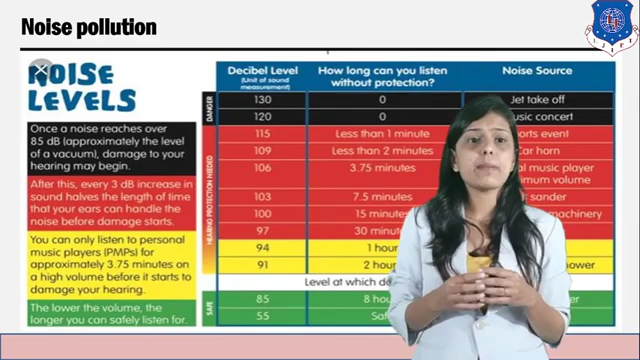 Noise pollution
NOISE
LEVELS
Once a noise reaches over
85 dB (approximately the level
of a vacuum), damage to your
hearing may begin.
After this, every 3 dB increase in
sound halves the length of time
that your ears can handle the
noise before damage starts.
You can only listen to personal
music players (PMPs) for
approximately 3.75 minutes on
a high volume before it starts to
damage your hearing.
The lower the volume, the
longer you can safely listen for.
DANGER
HEARING PROTECTION NEEDED
SAFE
Decibel Level
(Unit of sound
measurement)
How long can you listen
without protection?
Noise Source
130 0 Jet take off
120 0 usic concert
115 Less than 1 minute orts event
109 Less than 2 minutes Car horn
106 3.75 minutes al music player
imum volume
103 7.5 minutes sander
100 15 minutes machinery
97 30 minut
94 1 hour
91 2 hour ower
Level at which de
85 8 hou er
55 Saf